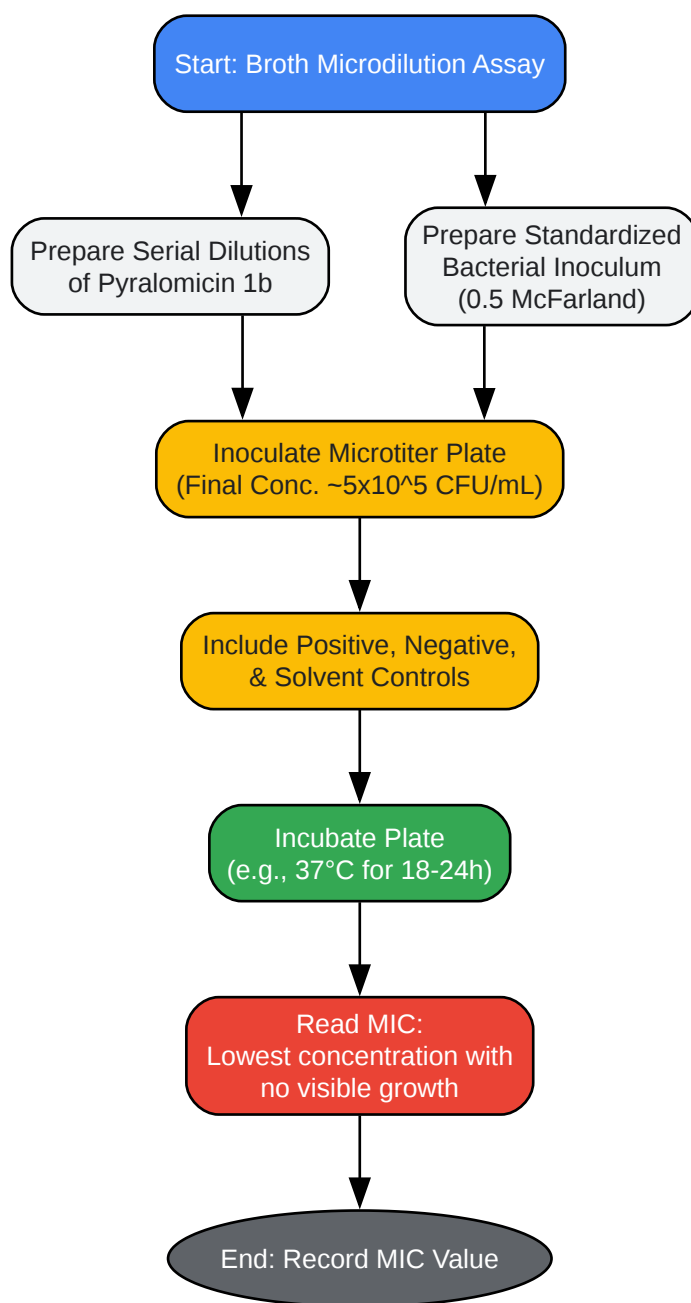 Start: Broth Microdilution Assay
Prepare Serial Dilutions
of Pyralomicin 1b
Prepare Standardized
Bacterial Inoculum
(0.5 McFarland)
Inoculate Microtiter Plate
(Final Conc. ~5x10^5 CFU/mL)
Include Positive, Negative,
& Solvent Controls
Incubate Plate
(e.g., 37°C for 18-24h)
Read MIC:
Lowest concentration with
no visible growth
End: Record MIC Value